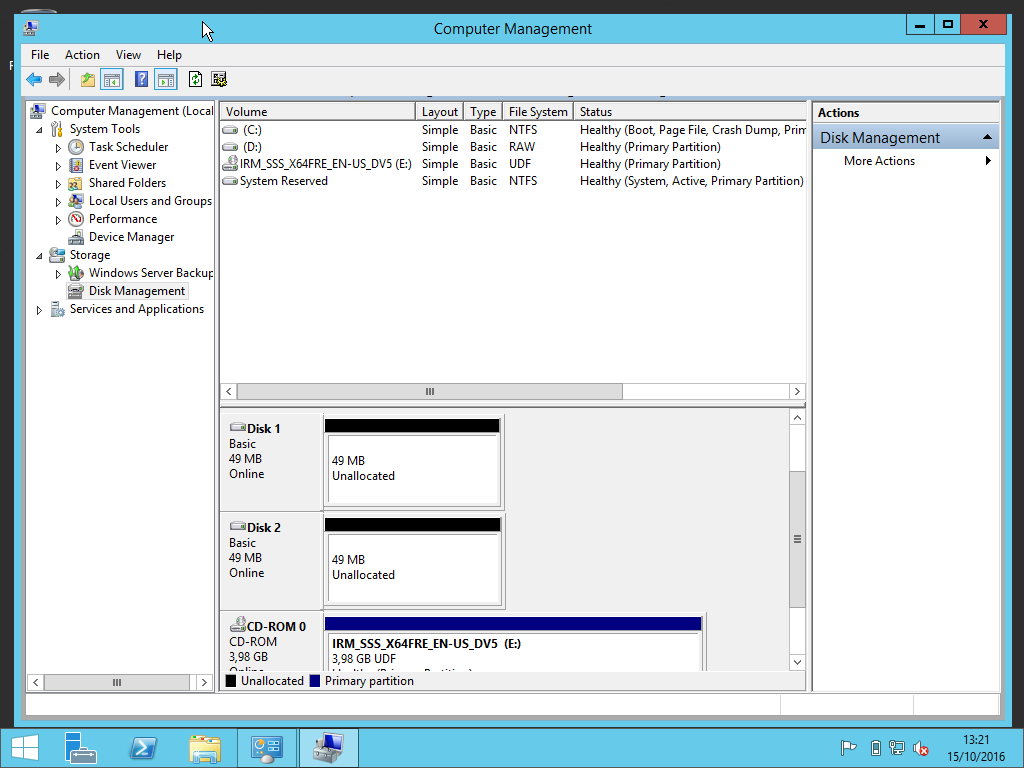 Computer Management
File Action View Help
Computer Management (Local
System Tools
Task Scheduler
Event Viewer
Shared Folders
Local Users and Groups
Performance
Device Manager
Storage
Windows Server Backup
Disk Management
Services and Applications
Volume Layout Type File System Status
(C:) Simple Basic NTFS Healthy (Boot, Page File, Crash Dump, Prim
(D:) Simple Basic RAW Healthy (Primary Partition)
IRM_SSS_X64FRE_EN-US_DV5 (E:) Simple Basic UDF Healthy (Primary Partition)
System Reserved Simple Basic NTFS Healthy (System, Active, Primary Partition)
Disk 1
Basic
49 MB
Online
49 MB
Unallocated
Disk 2
Basic
49 MB
Online
49 MB
Unallocated
CD-ROM 0
CD-ROM
3,98 GB
Online
IRM_SSS_X64FRE_EN-US_DV5 (E:)
3,98 GB UDF
Healthy (Primary Partition)
Unallocated Primary partition
Actions
Disk Management
More Actions
13:21
15/10/2016